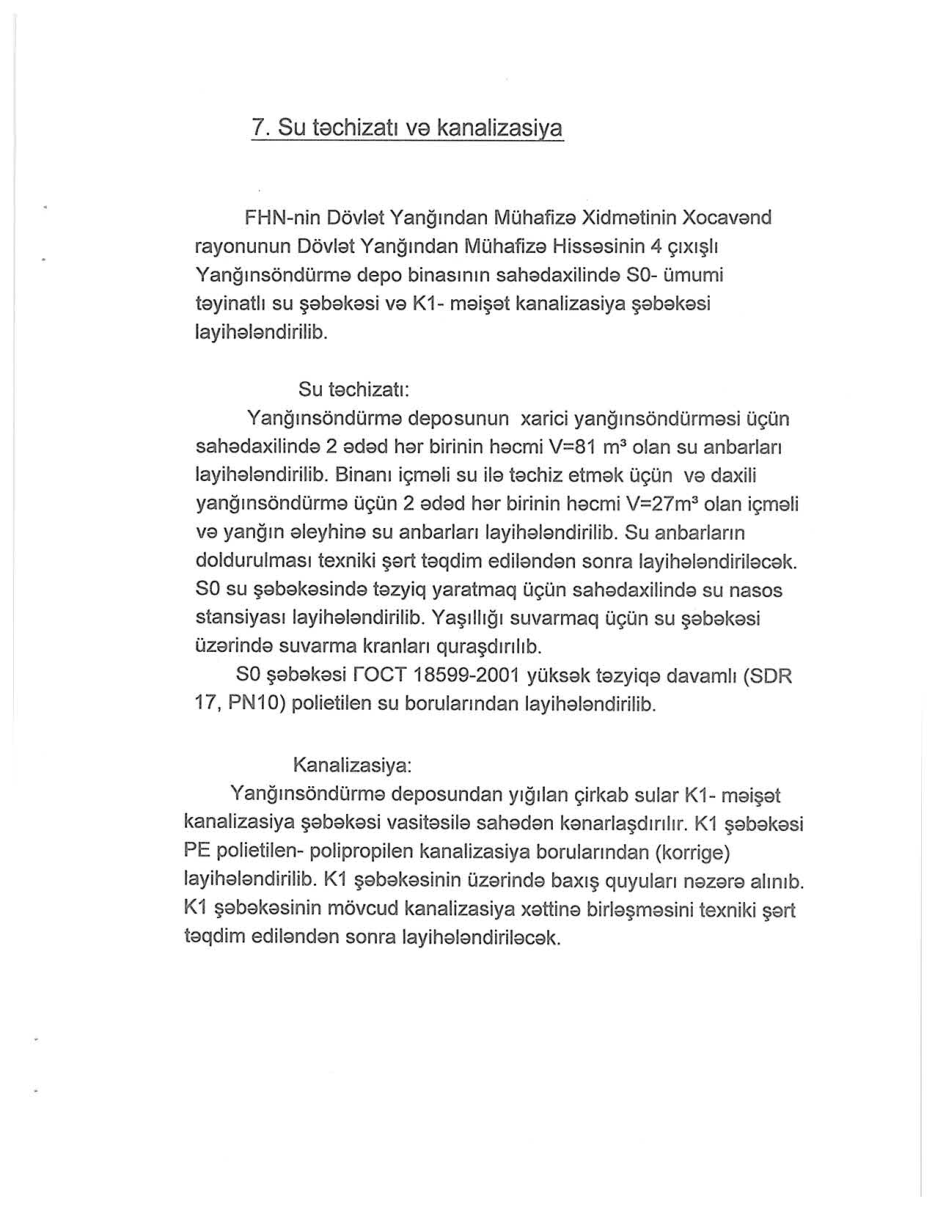 7. Su təchizatı və kanalizasiya
FHN-nin Dövlət Yanğından Mühafizə Xidmətinin Xocavənd
rayonunun Dövlət Yanğından Mühafizə Hissəsinin 4 çıxışlı
Yanğınsöndürmə depo binasının sahədaxilində S0- ümumi
təyinatlı su şəbəkəsi və K1- məişət kanalizasiya şəbəkəsi
layihələndirilib.
Su təchizatı:
Yanğınsöndürmə deposunun xarici yanğınsöndürməsi üçün
sahədaxilində 2 ədəd hər birinin həcmi V=81 m³ olan su anbarları
layihələndirilib. Binanı içməli su ilə təchiz etmək üçün və daxili
yanğınsöndürmə üçün 2 ədəd hər birinin həcmi V=27m³ olan içməli
və yanğın əleyhinə su anbarları layihələndirilib. Su anbarların
doldurulması texniki şərt təqdim ediləndən sonra layihələndiriləcək.
S0 su şəbəkəsində təzyiq yaratmaq üçün sahədaxilində su nasos
stansiyası layihələndirilib. Yaşıllığı suvarmaq üçün su şəbəkəsi
üzərində suvarma kranları quraşdırılıb.
S0 şəbəkəsi ГОСТ 18599-2001 yüksək təzyiqə davamlı (SDR
17, PN10) polietilen su borularından layihələndirilib.
Kanalizasiya:
Yanğınsöndürmə deposundan yığılan çirkab sular K1- məişət
kanalizasiya şəbəkəsi vasitəsilə sahədən kənarlaşdırılır. K1 şəbəkəsi
PE polietilen- polipropilen kanalizasiya borularından (korrige)
layihələndirilib. K1 şəbəkəsinin üzərində baxış quyuları nəzərə alınıb.
K1 şəbəkəsinin mövcud kanalizasiya xəttinə birləşməsini texniki şərt
təqdim ediləndən sonra layihələndiriləcək.